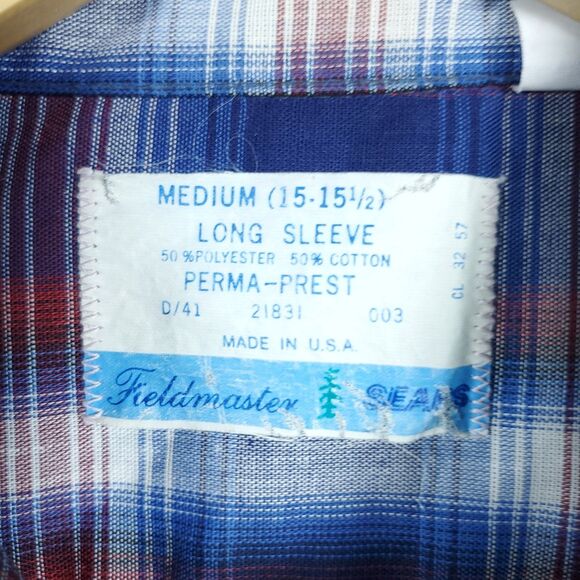 MEDIUM (15-15½)
LONG SLEEVE
50 %POLYESTER 50% COTTON
PERMA-PREST
D/41 21831 003
MADE IN U.S.A.
CL 32 57
Fieldmaster SEARS